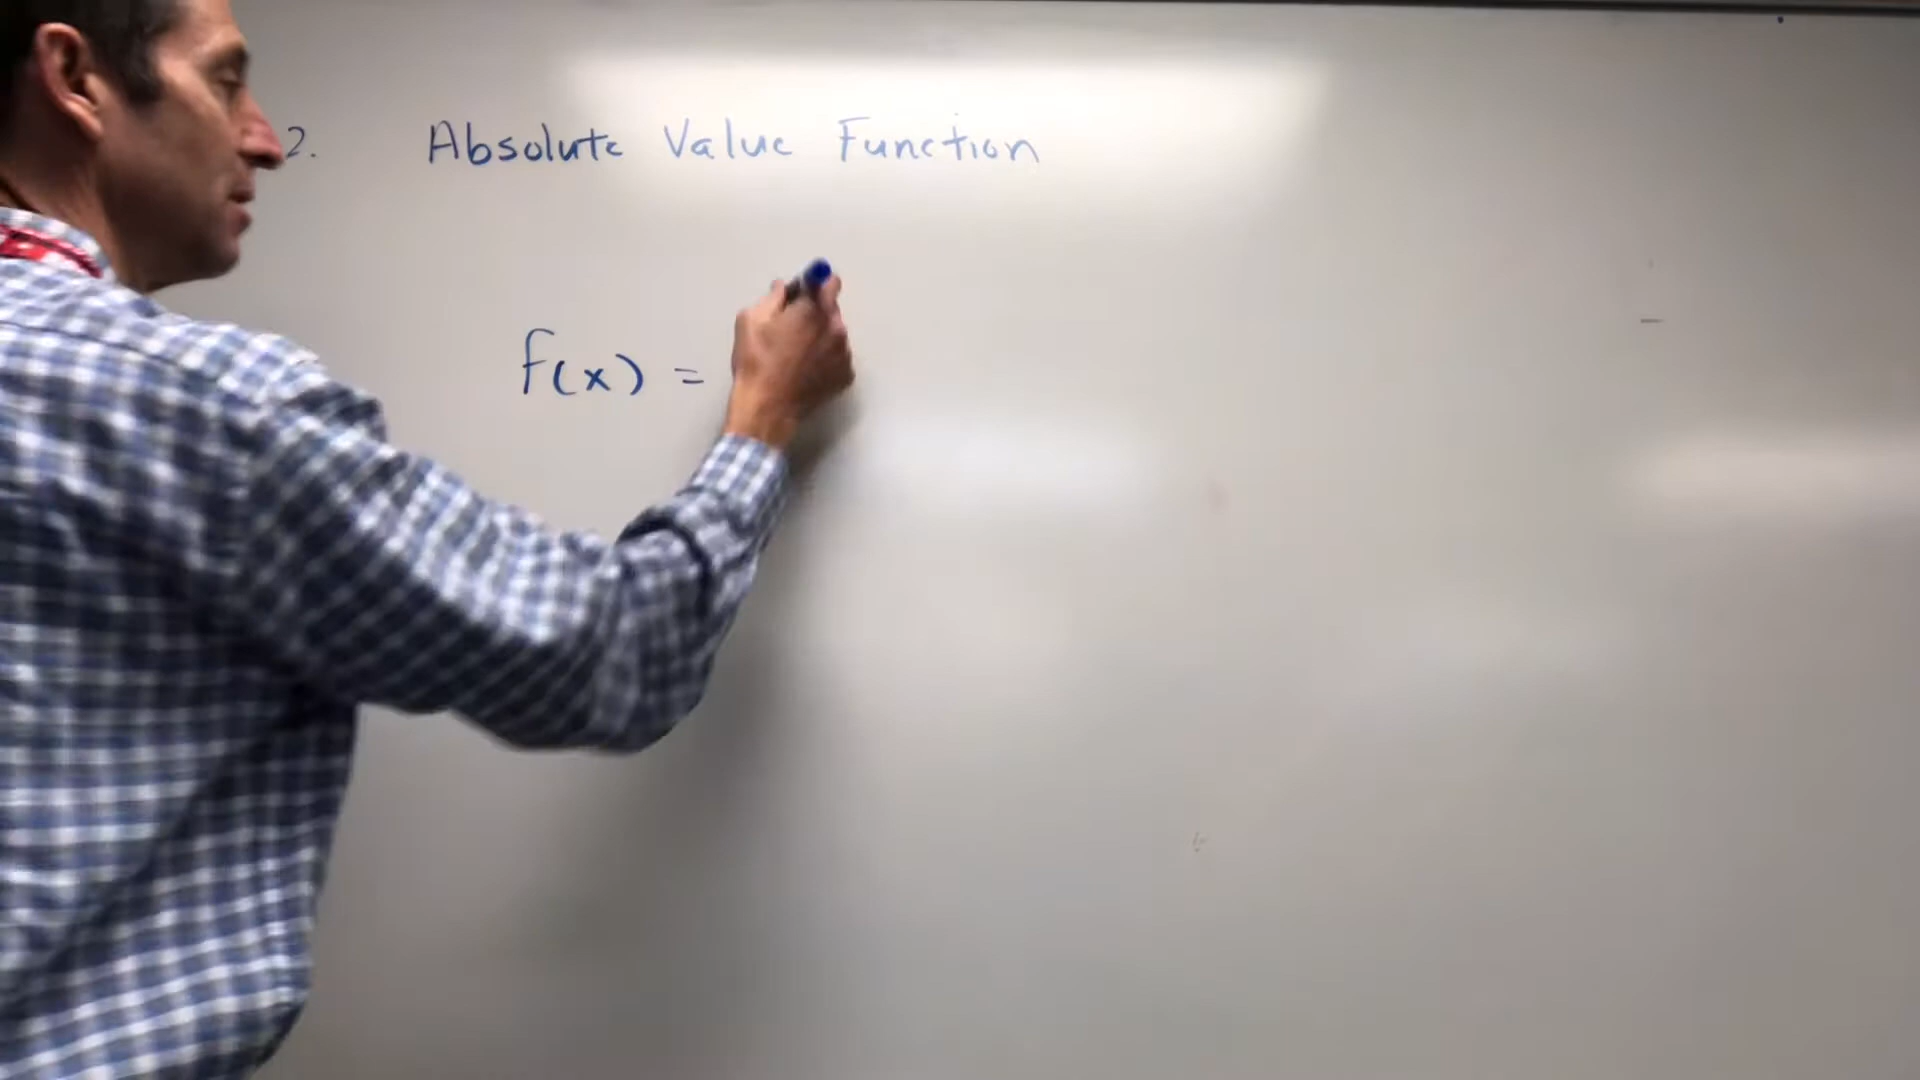 2. Absolute Value Function
f(x) =